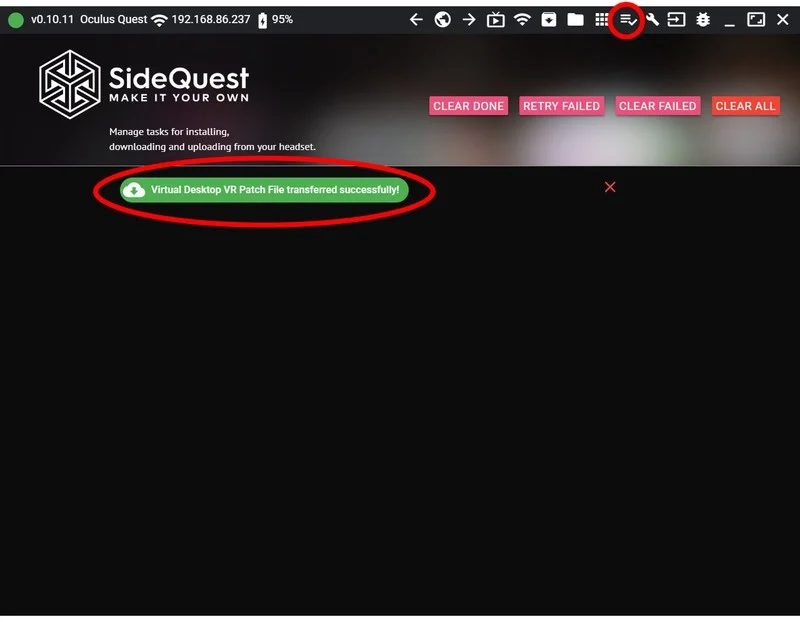 v0.10.11 Oculus Quest 192.168.86.237 95%
SideQuest
MAKE IT YOUR OWN
CLEAR DONE RETRY FAILED CLEAR FAILED CLEAR ALL
Manage tasks for installing,
downloading and uploading from your headset.
Virtual Desktop VR Patch File transferred successfully!